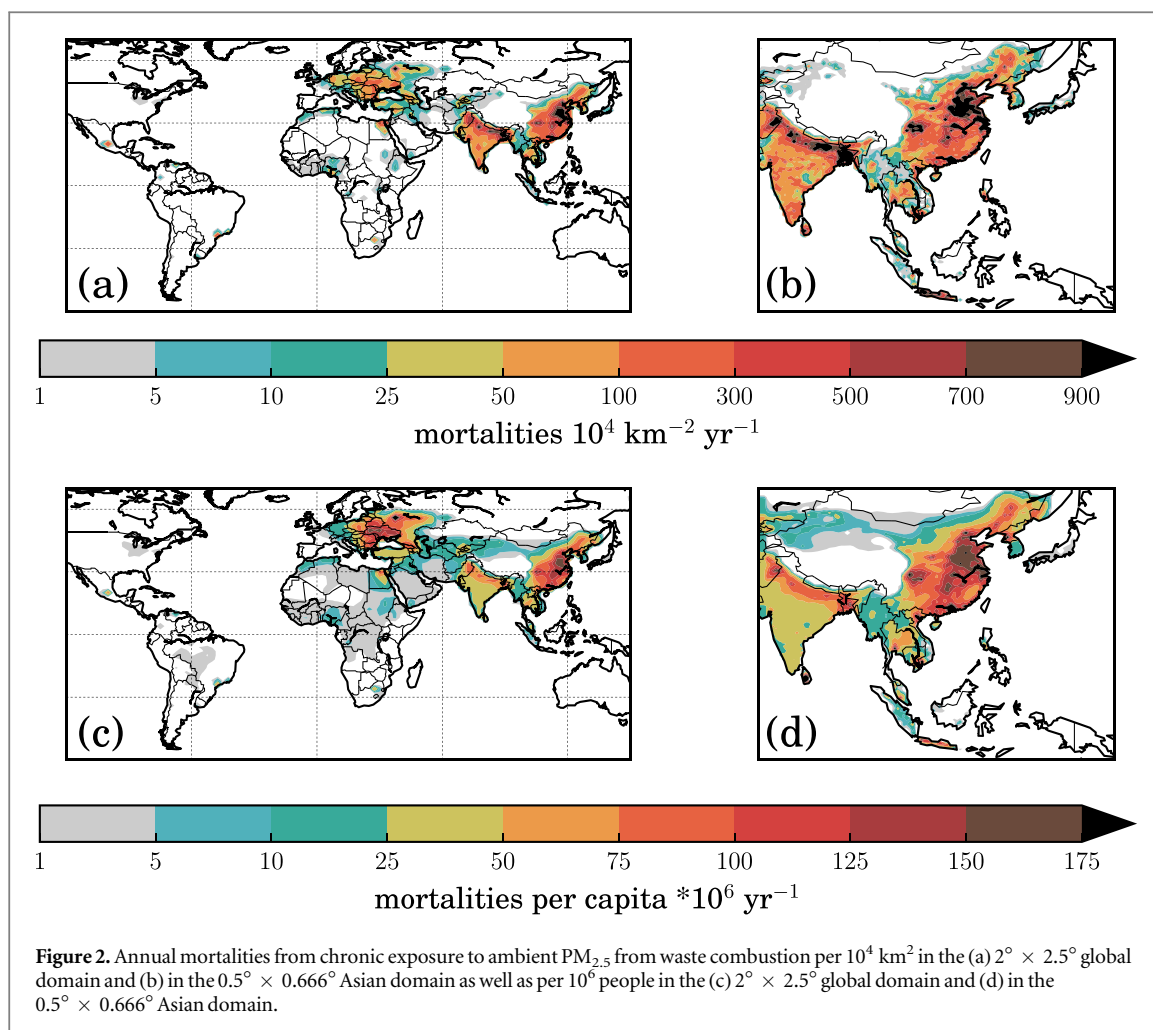 (a)
(b)
1 5 10 25 50 100 300 500 700 900
mortalities 10⁴ km⁻² yr⁻¹
(c)
(d)
1 5 10 25 50 75 100 125 150 175
mortalities per capita *10⁶ yr⁻¹
Figure 2. Annual mortalities from chronic exposure to ambient PM₂.₅ from waste combustion per 10⁴ km² in the (a) 2° × 2.5° global
domain and (b) in the 0.5° × 0.666° Asian domain as well as per 10⁶ people in the (c) 2° × 2.5° global domain and (d) in the
0.5° × 0.666° Asian domain.